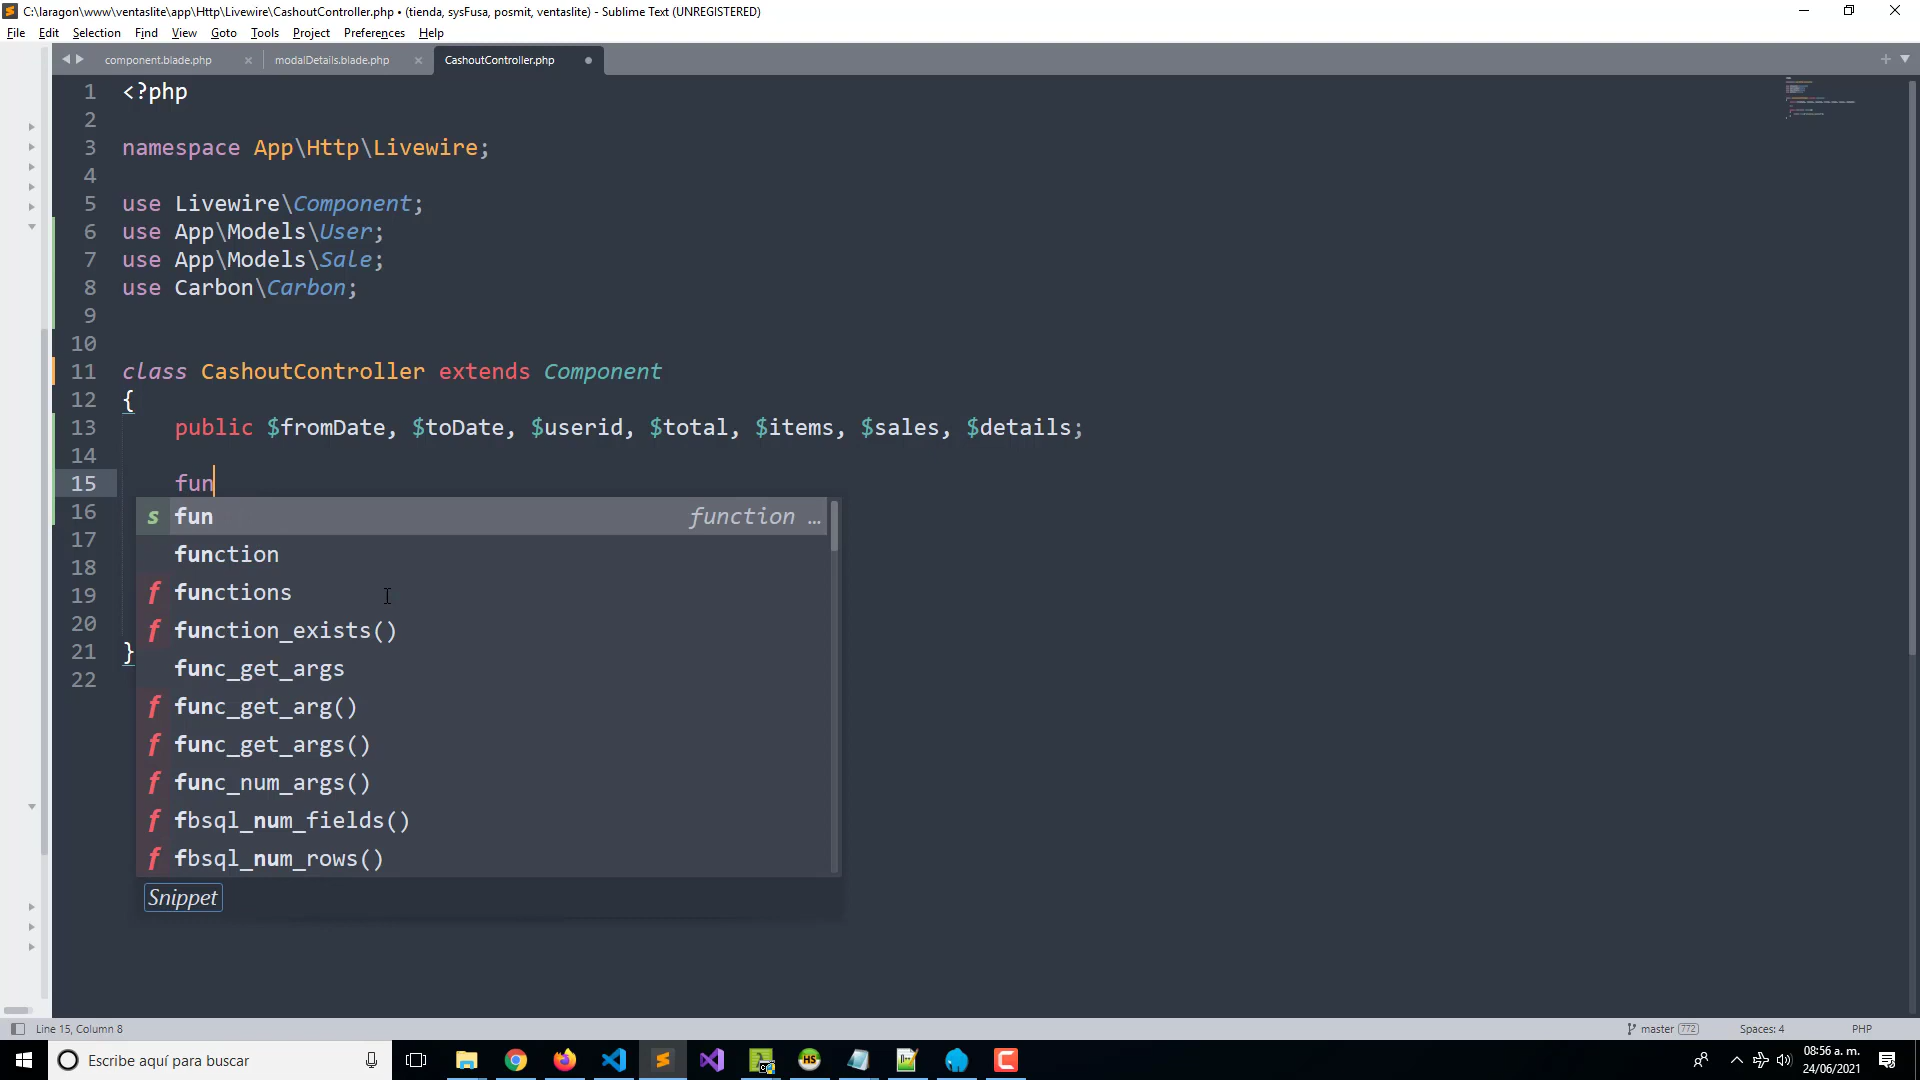 C:\laragon\www\ventaslite\app\Http\Livewire\CashoutController.php • (tienda, sysFusa, posmit, ventaslite) - Sublime Text (UNREGISTERED)
File Edit Selection Find View Goto Tools Project Preferences Help
component.blade.php modalDetails.blade.php CashoutController.php
1 <?php
2
3 namespace App\Http\Livewire;
4
5 use Livewire\Component;
6 use App\Models\User;
7 use App\Models\Sale;
8 use Carbon\Carbon;
9
10
11 class CashoutController extends Component
12 {
13 public $fromDate, $toDate, $userid, $total, $items, $sales, $details;
14
15 fun
16 s fun function …
17 function
18
19 f functions
20 f function_exists()
21 } func_get_args
22 f func_get_arg()
f func_get_args()
f func_num_args()
f fbsql_num_fields()
f fbsql_num_rows()
Snippet
Line 15, Column 8 master 772 Spaces: 4 PHP
Escribe aquí para buscar 08:56 a. m.
24/06/2021